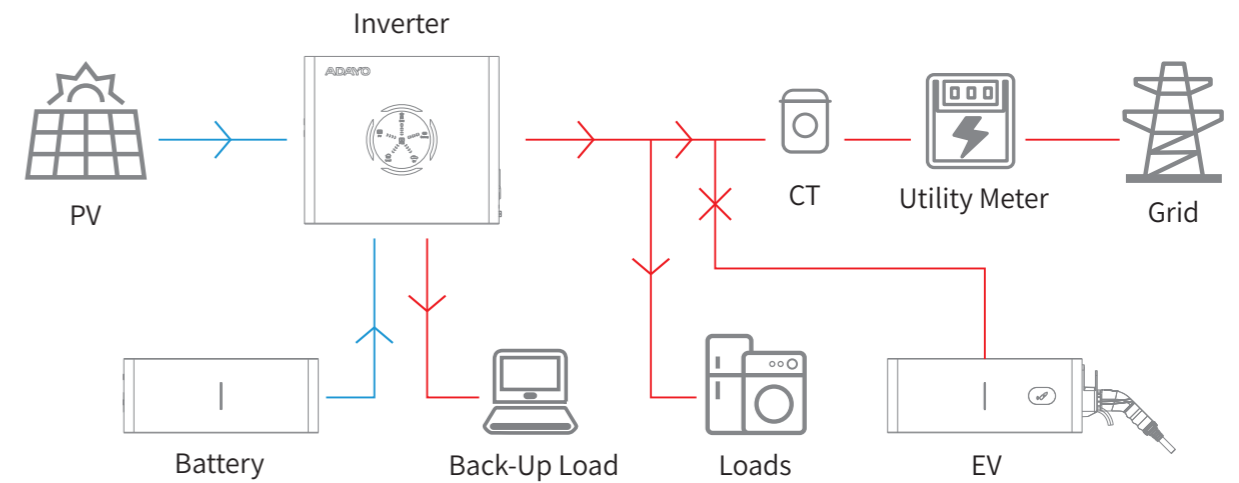 Inverter
ADAYO
PV
CT
Utility Meter
Grid
Battery
Back-Up Load
Loads
EV